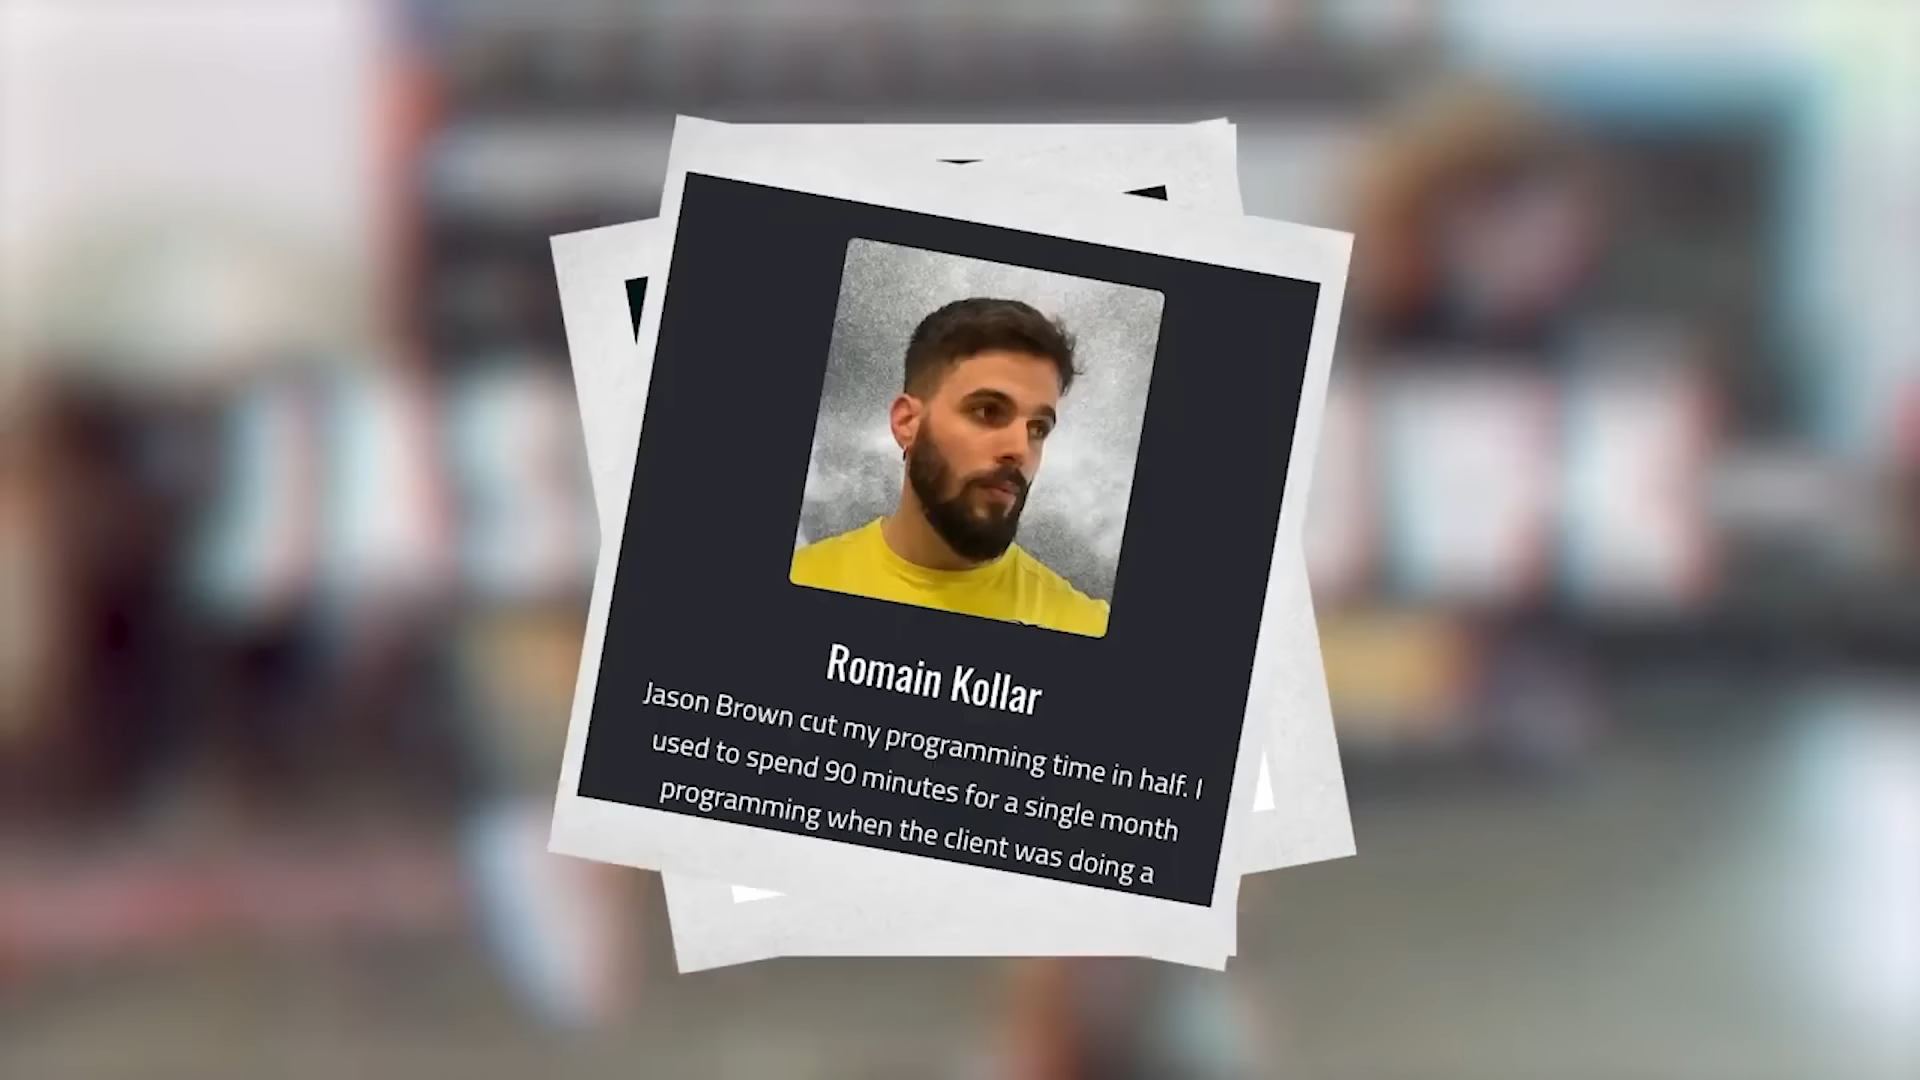 Romain Kollar
Jason Brown cut my programming time in half. I
used to spend 90 minutes for a single month
programming when the client was doing a